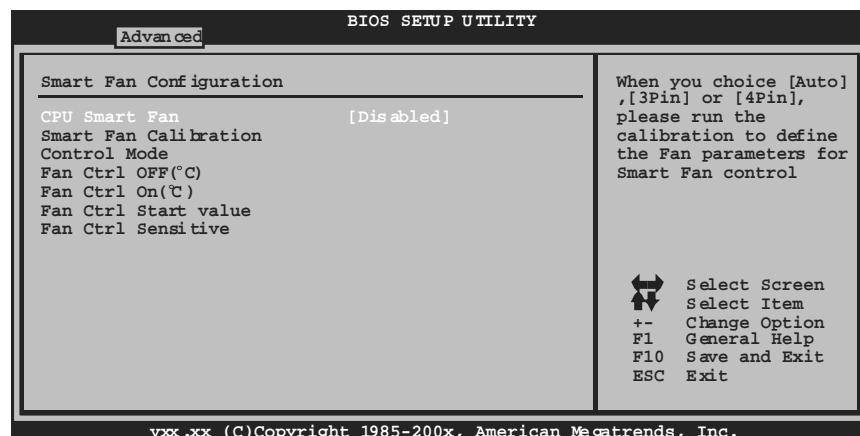 BIOS SETUP UTILITY
Advanced
Smart Fan Configuration
CPU Smart Fan [Disabled]
Smart Fan Calibration
Control Mode
Fan Ctrl OFF(°C)
Fan Ctrl On(°C)
Fan Ctrl Start value
Fan Ctrl Sensitive
When you choice [Auto]
,[3Pin] or [4Pin],
please run the
calibration to define
the Fan parameters for
Smart Fan control
Select Screen
Select Item
+- Change Option
F1 General Help
F10 Save and Exit
ESC Exit
vxx.xx (C)Copyright 1985-200x, American Megatrends, Inc.